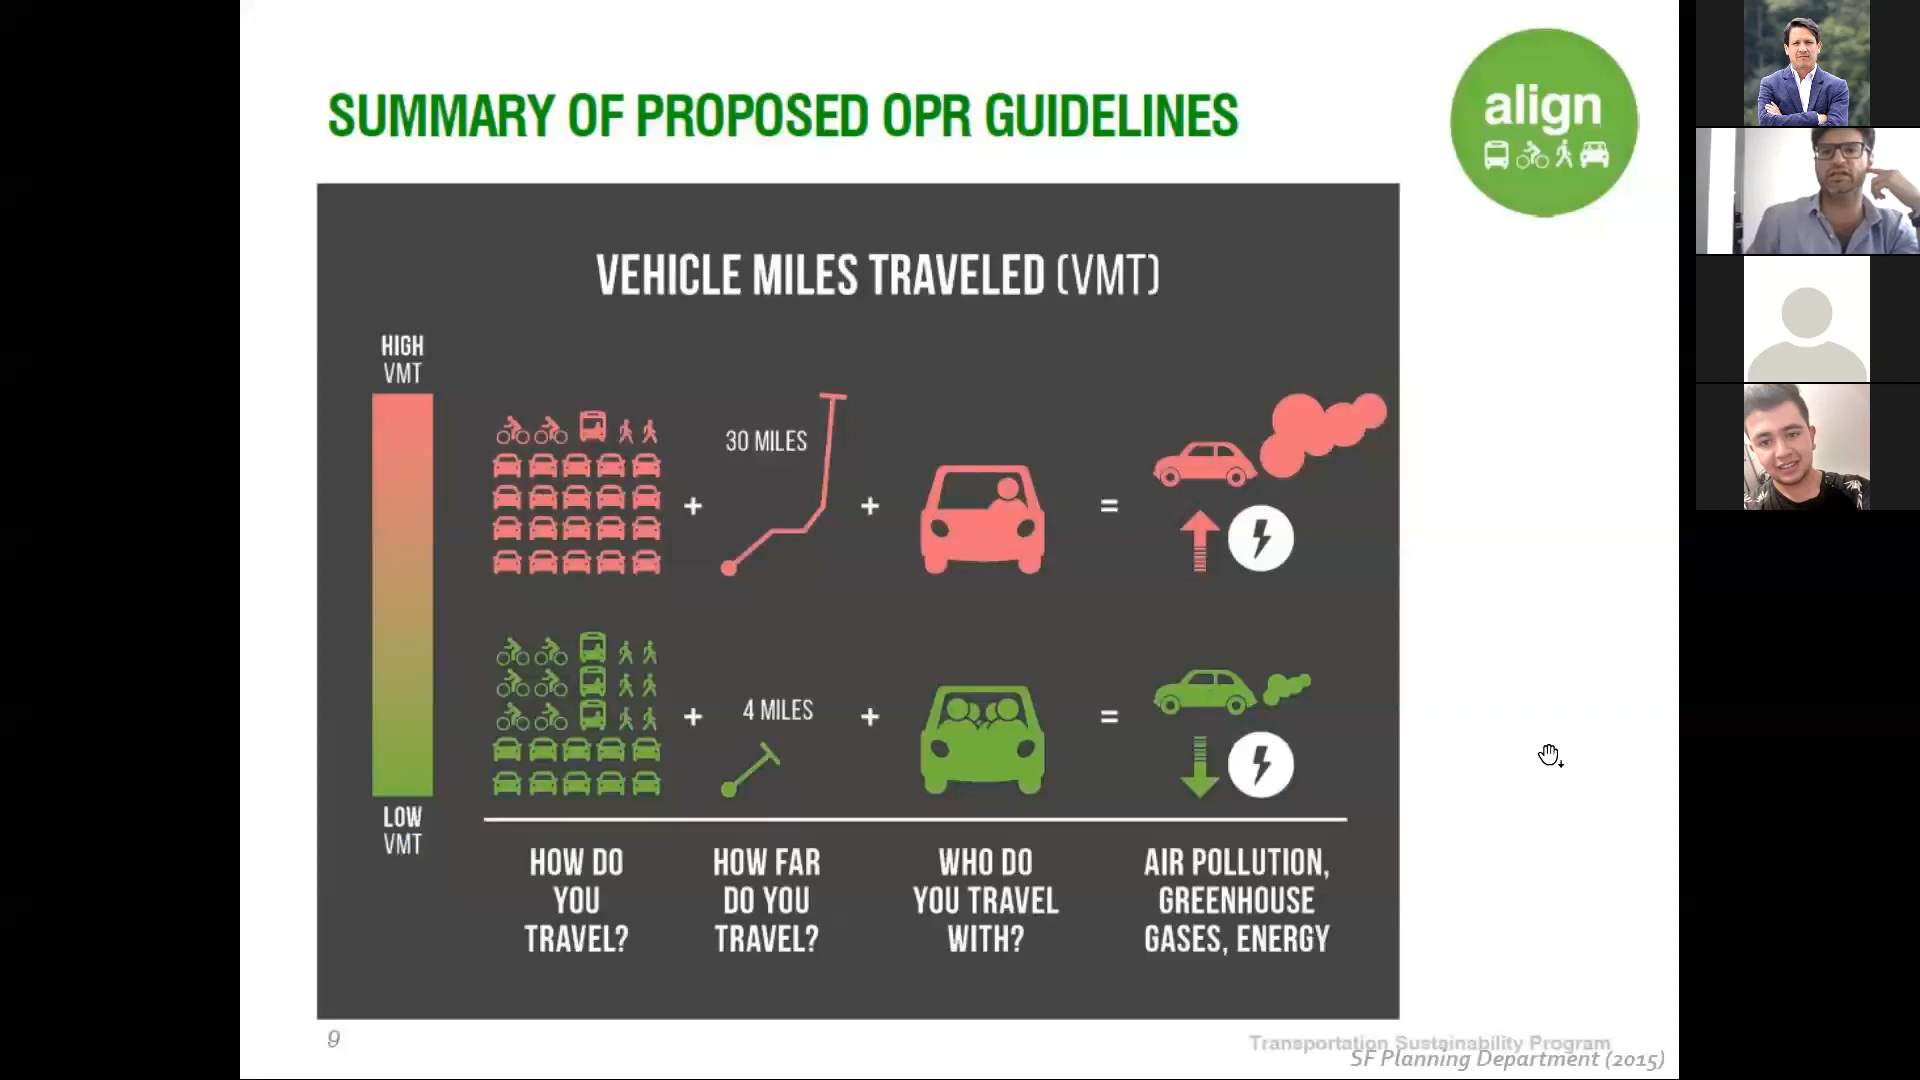 SUMMARY OF PROPOSED OPR GUIDELINES
align
VEHICLE MILES TRAVELED (VMT)
HIGH
VMT
30 MILES
+
+
=
4 MILES
+
+
=
LOW
VMT
HOW DO
YOU
TRAVEL?
HOW FAR
DO YOU
TRAVEL?
WHO DO
YOU TRAVEL
WITH?
AIR POLLUTION,
GREENHOUSE
GASES, ENERGY
9
Transportation Sustainability Program
SF Planning Department (2015)